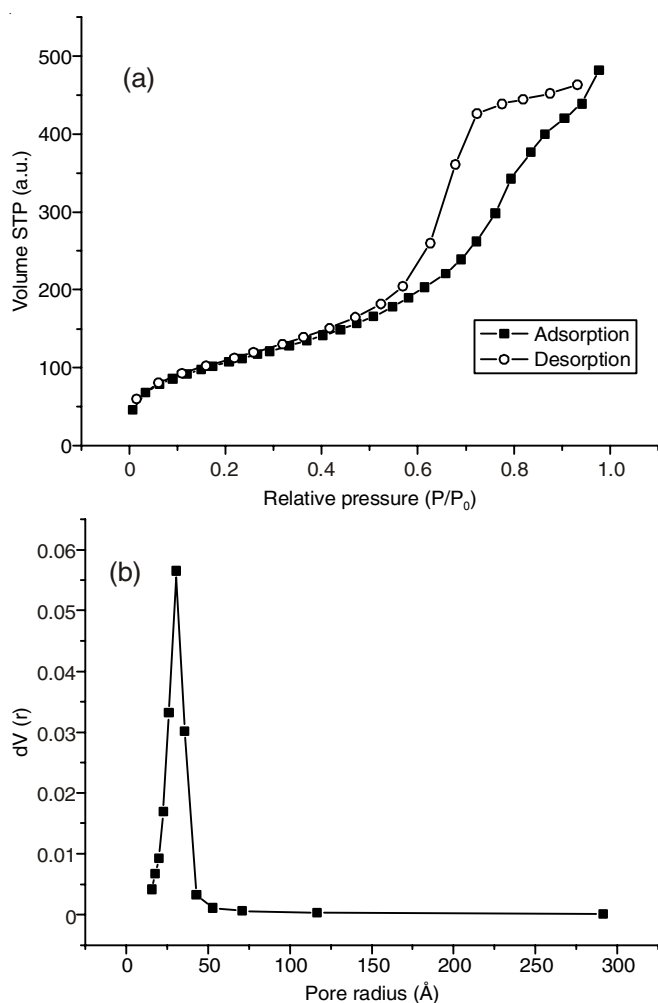 (a)
Volume STP (a.u.)
500
400
300
200
100
0
Adsorption
Desorption
0 0.2 0.4 0.6 0.8 1.0
Relative pressure (P/P₀)
(b)
dV (r)
0.06
0.05
0.04
0.03
0.02
0.01
0
0 50 100 150 200 250 300
Pore radius (Å)